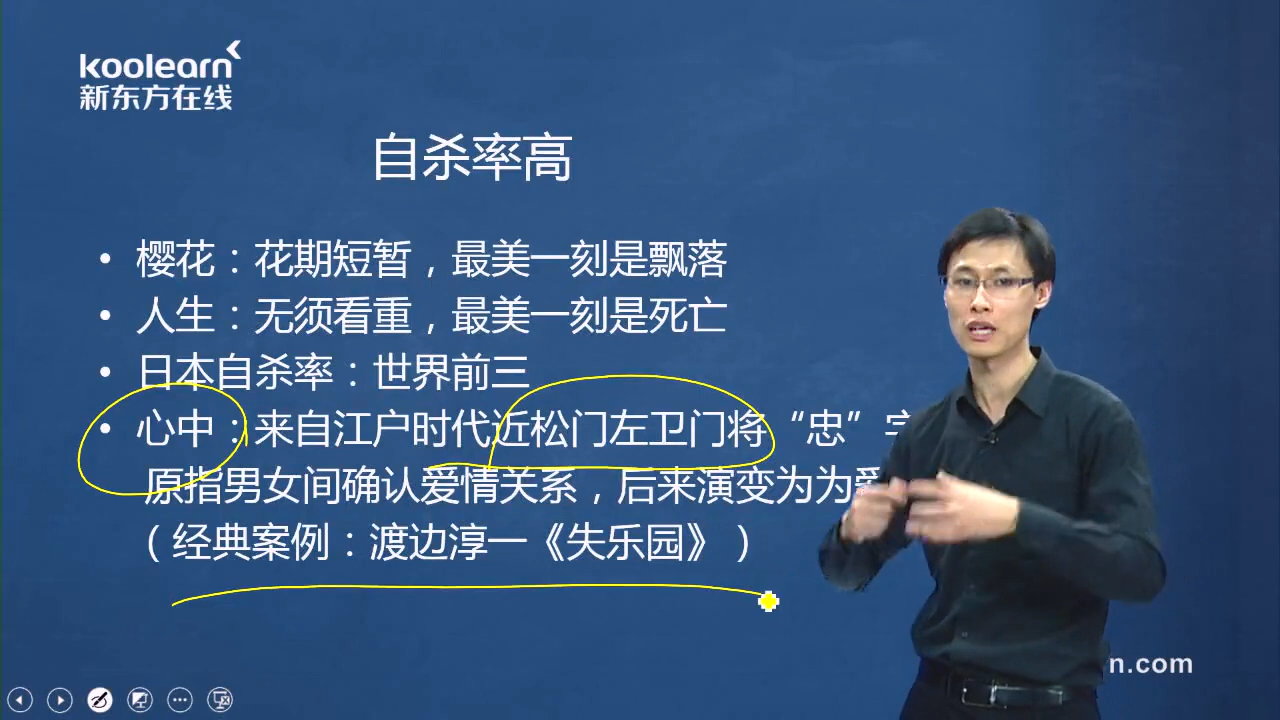 koolearn
新东方在线
自杀率高
• 樱花：花期短暂，最美一刻是飘落
• 人生：无须看重，最美一刻是死亡
• 日本自杀率：世界前三
• 心中：来自江户时代近松门左卫门将“忠”字
原指男女间确认爱情关系，后来演变为为爱
（经典案例：渡边淳一《失乐园》）
n.com